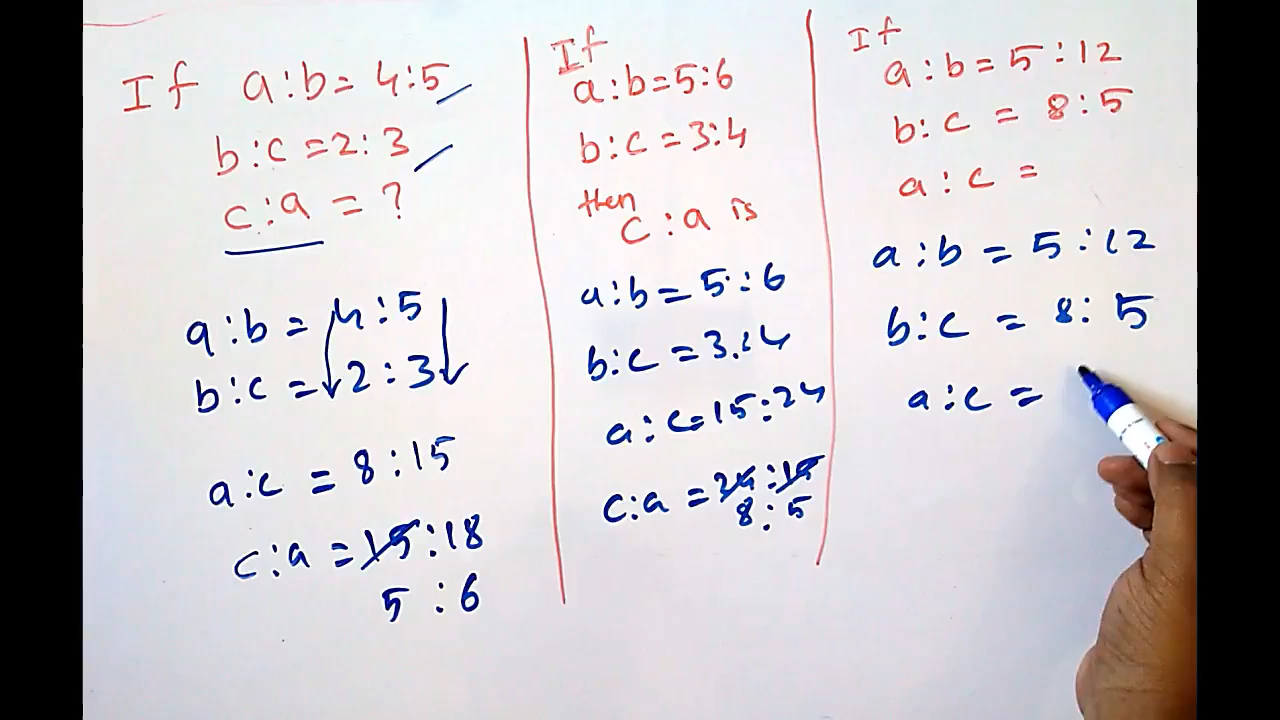 If a:b = 4:5
b:c = 2:3
c:a = ?
a:b = 4:5
b:c = 2:3
a:c = 8:15
c:a = 15:18
5:6
If
a:b = 5:6
b:c = 3:4
then
c:a is
a:b = 5:6
b:c = 3:4
a:c = 15:24
c:a = 24:15
8:5
If
a:b = 5:12
b:c = 8:5
a:c =
a:b = 5:12
b:c = 8:5
a:c =